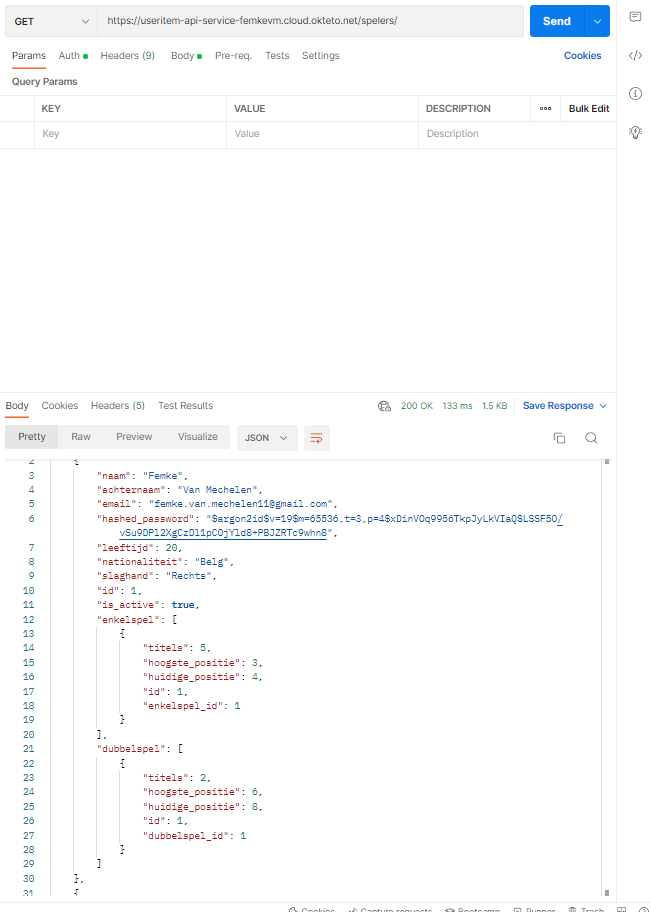 GET https://useritem-api-service-femkevm.cloud.okteto.net/spelers/ Send
Params Auth Headers (9) Body Pre-req. Tests Settings Cookies
Query Params
KEY VALUE DESCRIPTION Bulk Edit
Key Value Description
Body Cookies Headers (5) Test Results 200 OK 133 ms 1.5 KB Save Response
Pretty Raw Preview Visualize JSON
2 {
3 "naam": "Femke",
4 "achternaam": "Van Mechelen",
5 "email": "femke.van.mechelen11@gmail.com",
6 "hashed_password": "$argon2id$v=19$m=65536,t=3,p=4$xDinVOq9956TkpJyLkVIaQ$LSSF5O/
vSu9DPl2XgCzDl1pCOjYld8+PBJZRTc9whn8",
7 "leeftijd": 20,
8 "nationaliteit": "Belg",
9 "slaghand": "Rechts",
10 "id": 1,
11 "is_active": true,
12 "enkelspel": [
13 {
14 "titels": 5,
15 "hoogste_positie": 3,
16 "huidige_positie": 4,
17 "id": 1,
18 "enkelspel_id": 1
19 }
20 ],
21 "dubbelspel": [
22 {
23 "titels": 2,
24 "hoogste_positie": 6,
25 "huidige_positie": 8,
26 "id": 1,
27 "dubbelspel_id": 1
28 }
29 ]
30 },
31 {
Cookies Capture requests Bootcamp Runner Trash